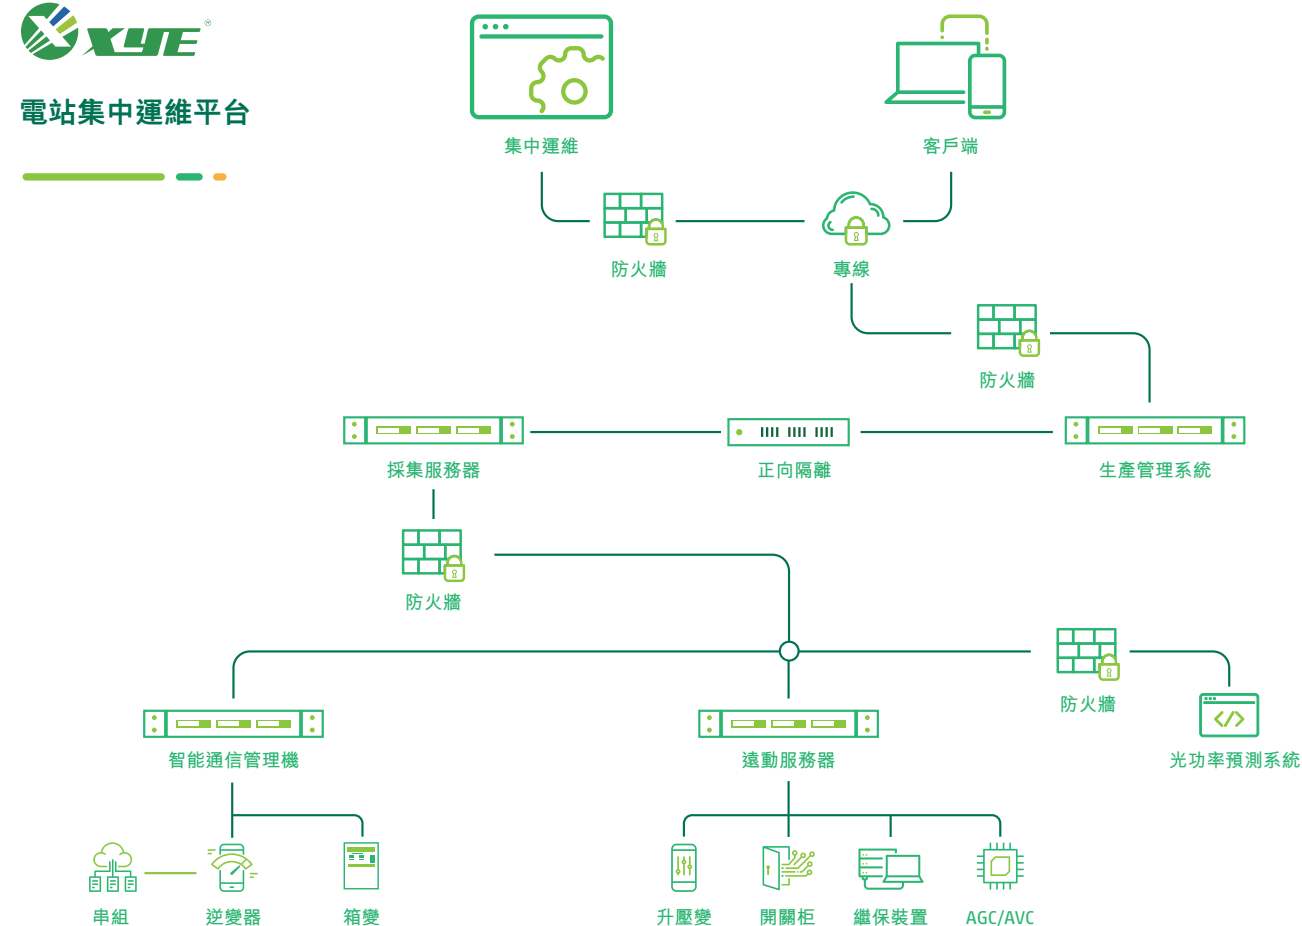 XYE ®
電站集中運維平台
集中運維
客戶端
防火牆
專線
防火牆
採集服務器
正向隔離
生產管理系統
防火牆
防火牆
智能通信管理機
遠動服務器
光功率預測系統
串組
逆變器
箱變
升壓變
開關柜
繼保裝置
AGC/AVC